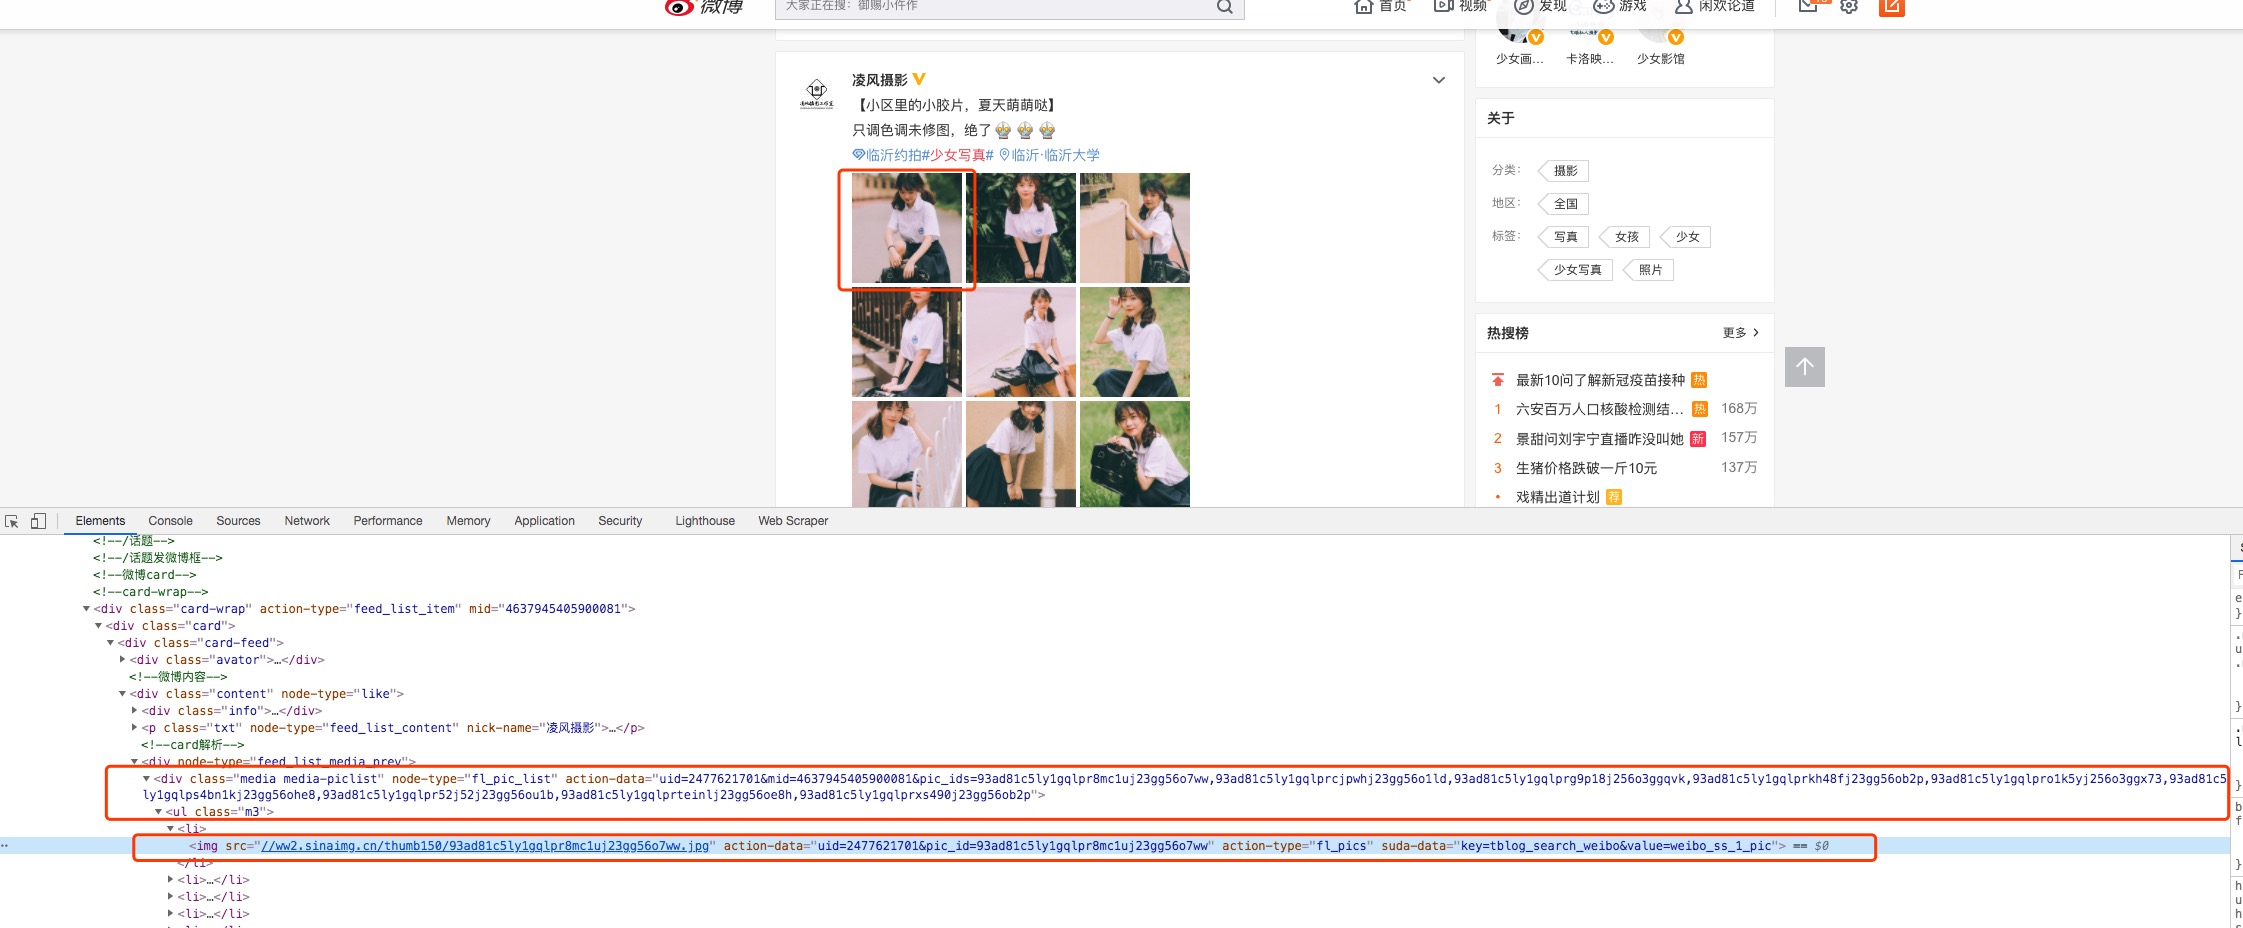 微博
大家正在搜：御赐小仵作
首页
视频
发现
游戏
闲欢论道
少女画...
卡洛映...
少女影馆
凌风摄影
【小区里的小胶片，夏天萌萌哒】
只调色调未修图，绝了
临沂约拍#少女写真# 临沂·临沂大学
关于
分类： 摄影
地区： 全国
标签： 写真 女孩 少女
少女写真 照片
热搜榜 更多
最新10问了解新冠疫苗接种 热
1 六安百万人口核酸检测结... 热 168万
2 景甜问刘宇宁直播咋没叫她 新 157万
3 生猪价格跌破一斤10元 137万
• 戏精出道计划 荐
Elements Console Sources Network Performance Memory Application Security Lighthouse Web Scraper
<!--/话题-->
<!--/话题发微博框-->
<!--微博card-->
<!--card-wrap-->
<div class="card-wrap" action-type="feed_list_item" mid="4637945405900081">
<div class="card">
<div class="card-feed">
<div class="avator">…</div>
<!--微博内容-->
<div class="content" node-type="like">
<div class="info">…</div>
<p class="txt" node-type="feed_list_content" nick-name="凌风摄影">…</p>
<!--card解析-->
<div node-type="feed_list_media_prev">
<div class="media media-piclist" node-type="fl_pic_list" action-data="uid=2477621701&mid=4637945405900081&pic_ids=93ad81c5ly1gqlpr8mc1uj23gg56o7ww,93ad81c5ly1gqlprcjpwhj23gg56o1ld,93ad81c5ly1gqlprg9p18j256o3ggqvk,93ad81c5ly1gqlprkh48fj23gg56ob2p,93ad81c5ly1gqlpro1k5yj256o3ggx73,93ad81c5
ly1gqlps4bn1kj23gg56ohe8,93ad81c5ly1gqlpr52j52j23gg56ou1b,93ad81c5ly1gqlprteinlj23gg56oe8h,93ad81c5ly1gqlprxs490j23gg56ob2p">
<ul class="m3">
<li>
<img src="//ww2.sinaimg.cn/thumb150/93ad81c5ly1gqlpr8mc1uj23gg56o7ww.jpg" action-data="uid=2477621701&pic_id=93ad81c5ly1gqlpr8mc1uj23gg56o7ww" action-type="fl_pics" suda-data="key=tblog_search_weibo&value=weibo_ss_1_pic"> == $0
</li>
<li>…</li>
<li>…</li>
<li>…</li>